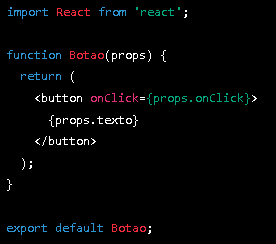 import React from 'react';

function Botao(props) {
  return (
    <button onClick={props.onClick}>
      {props.texto}
    </button>
  );
}

export default Botao;